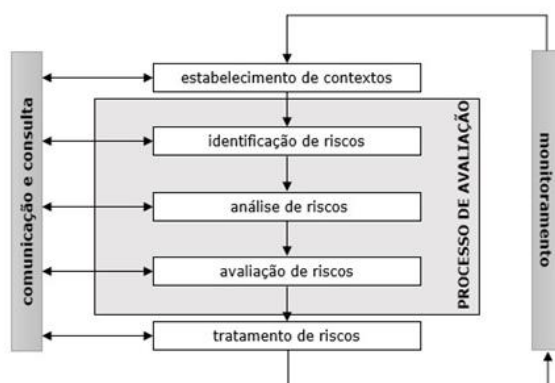 estabelecimento de contextos
identificação de riscos
análise de riscos
avaliação de riscos
tratamento de riscos
comunicação e consulta
PROCESSO DE AVALIAÇÃO
monitoramento